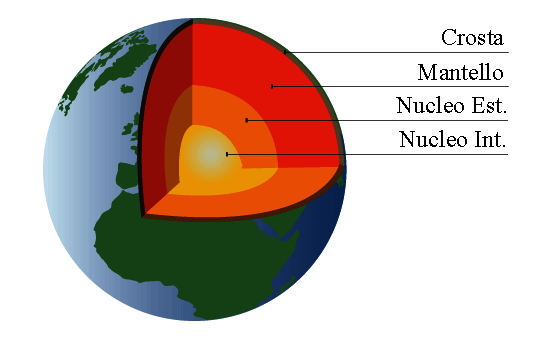 Crosta
Mantello
Nucleo Est.
Nucleo Int.